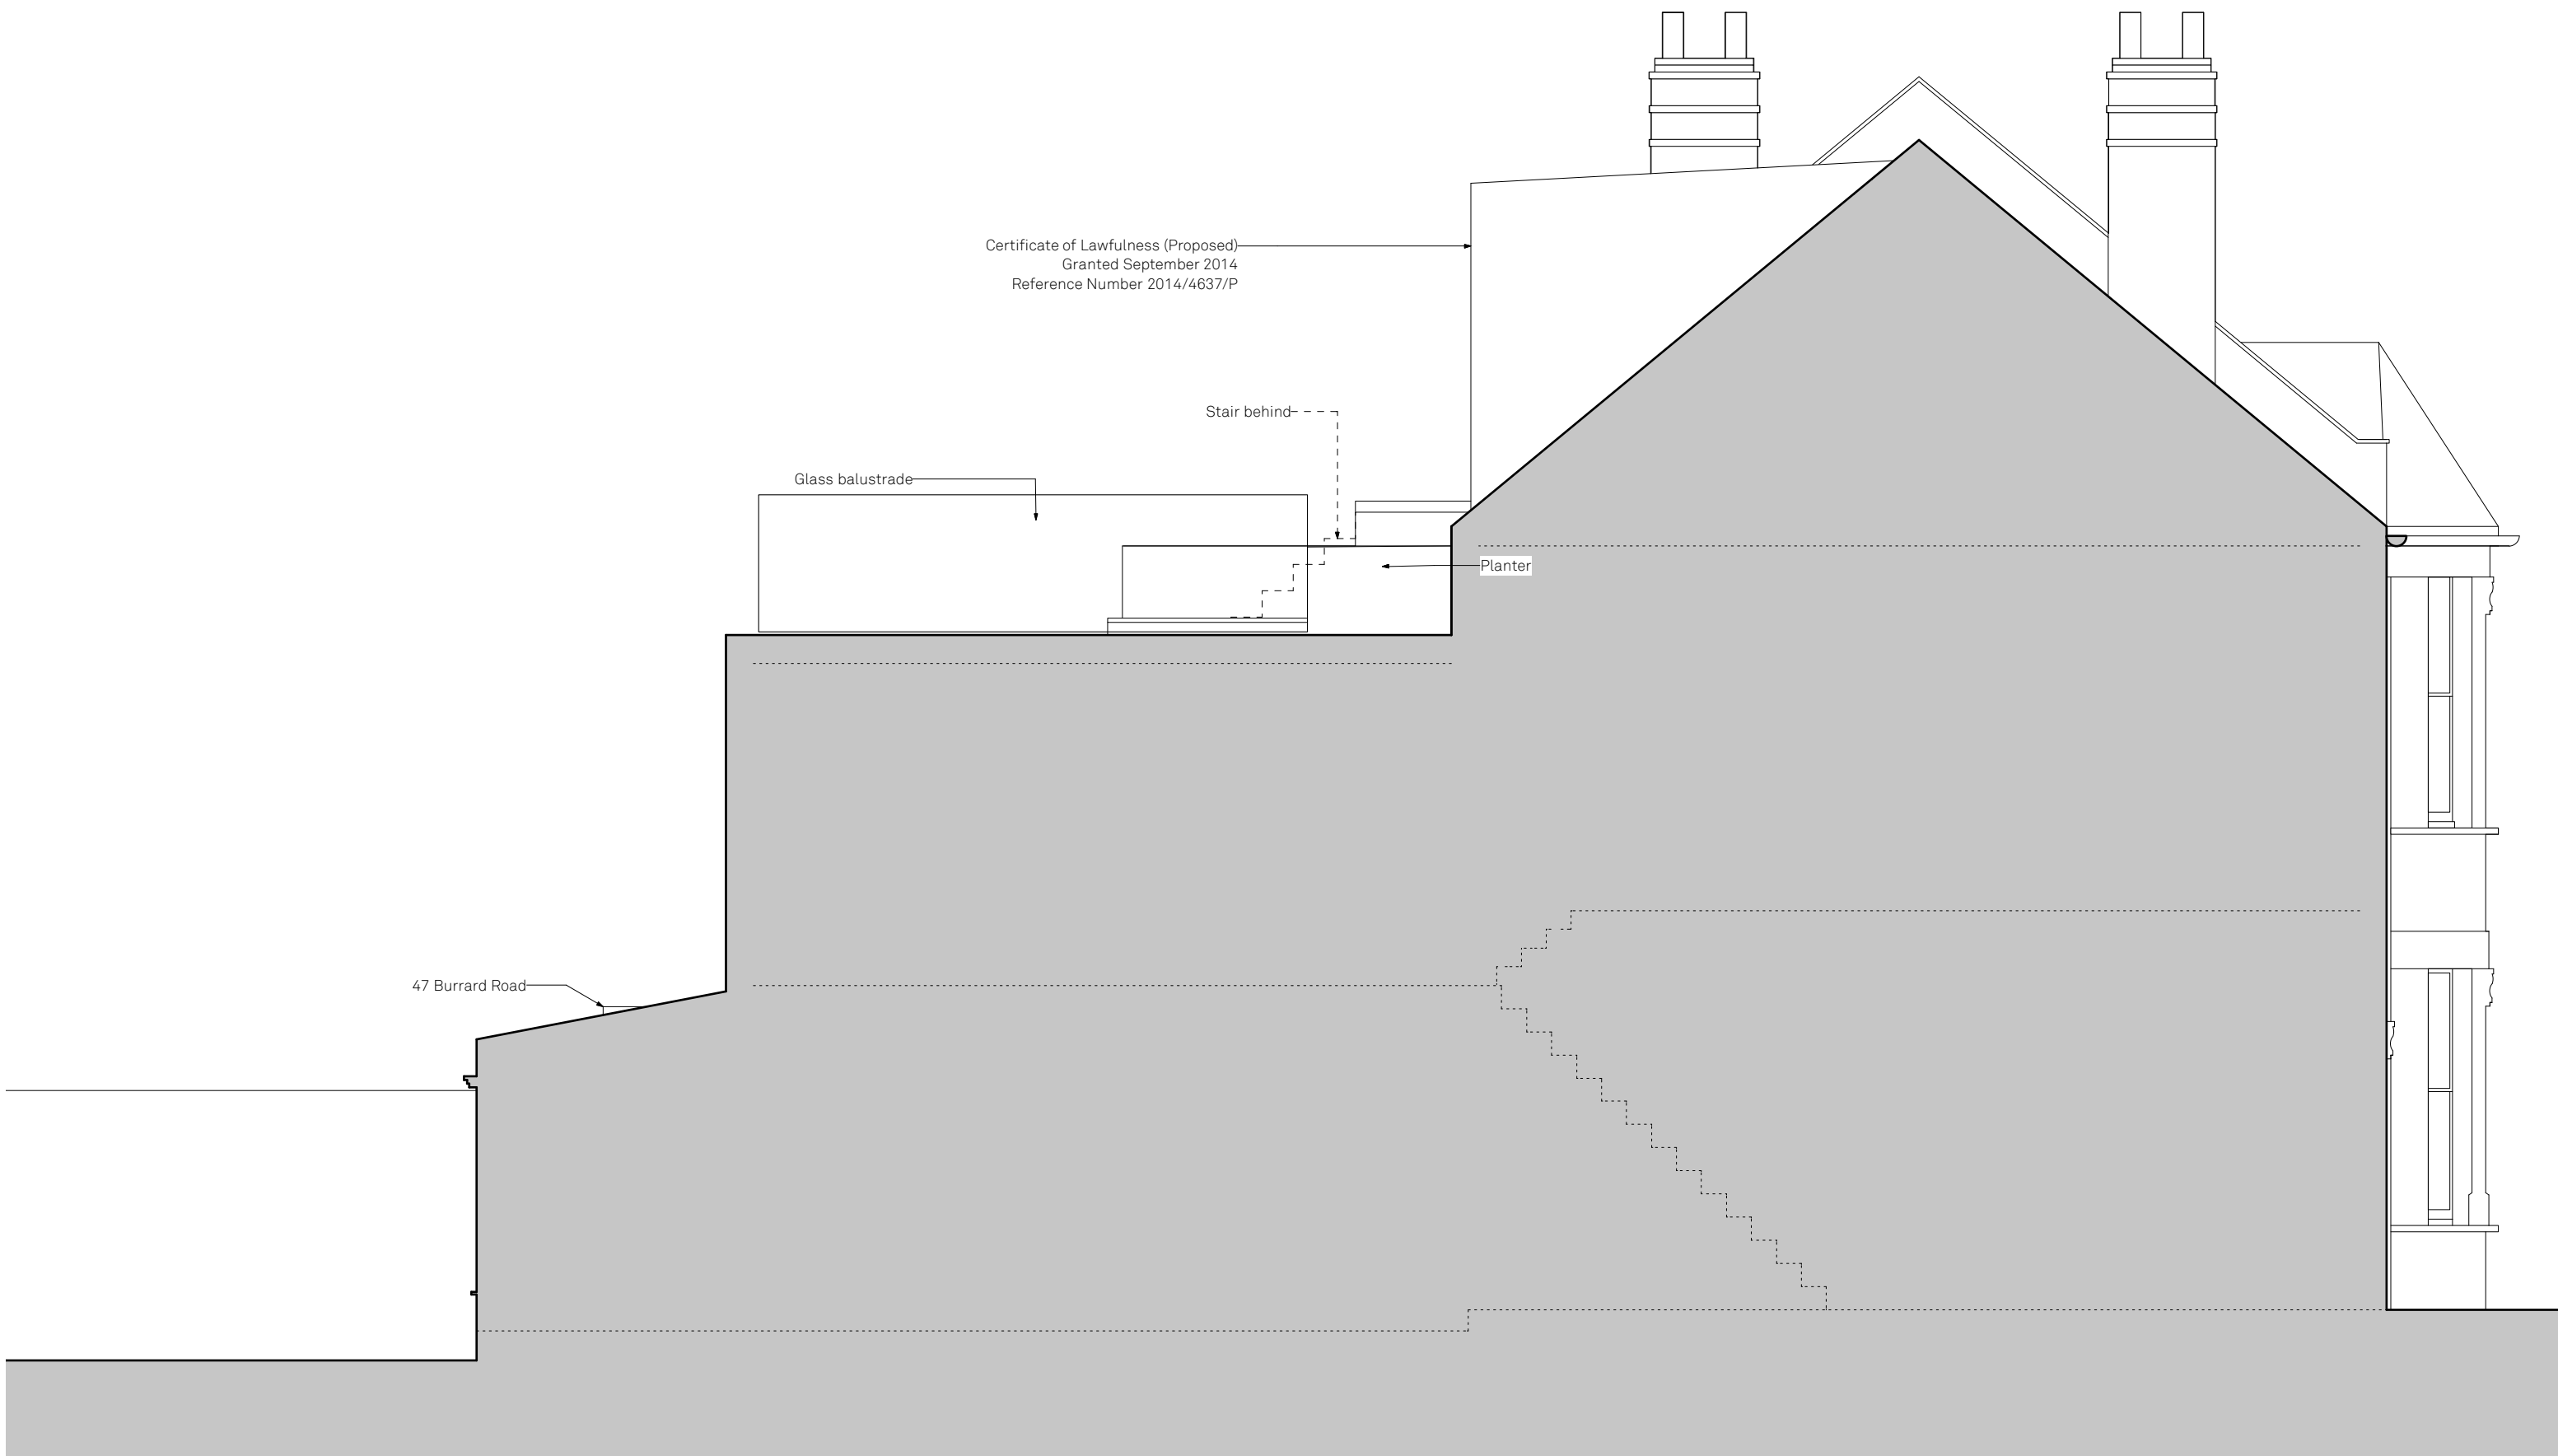 Certificate of Lawfulness (Proposed)
Granted September 2014
Reference Number 2014/4637/P
Stair behind
Glass balustrade
Planter
47 Burrard Road